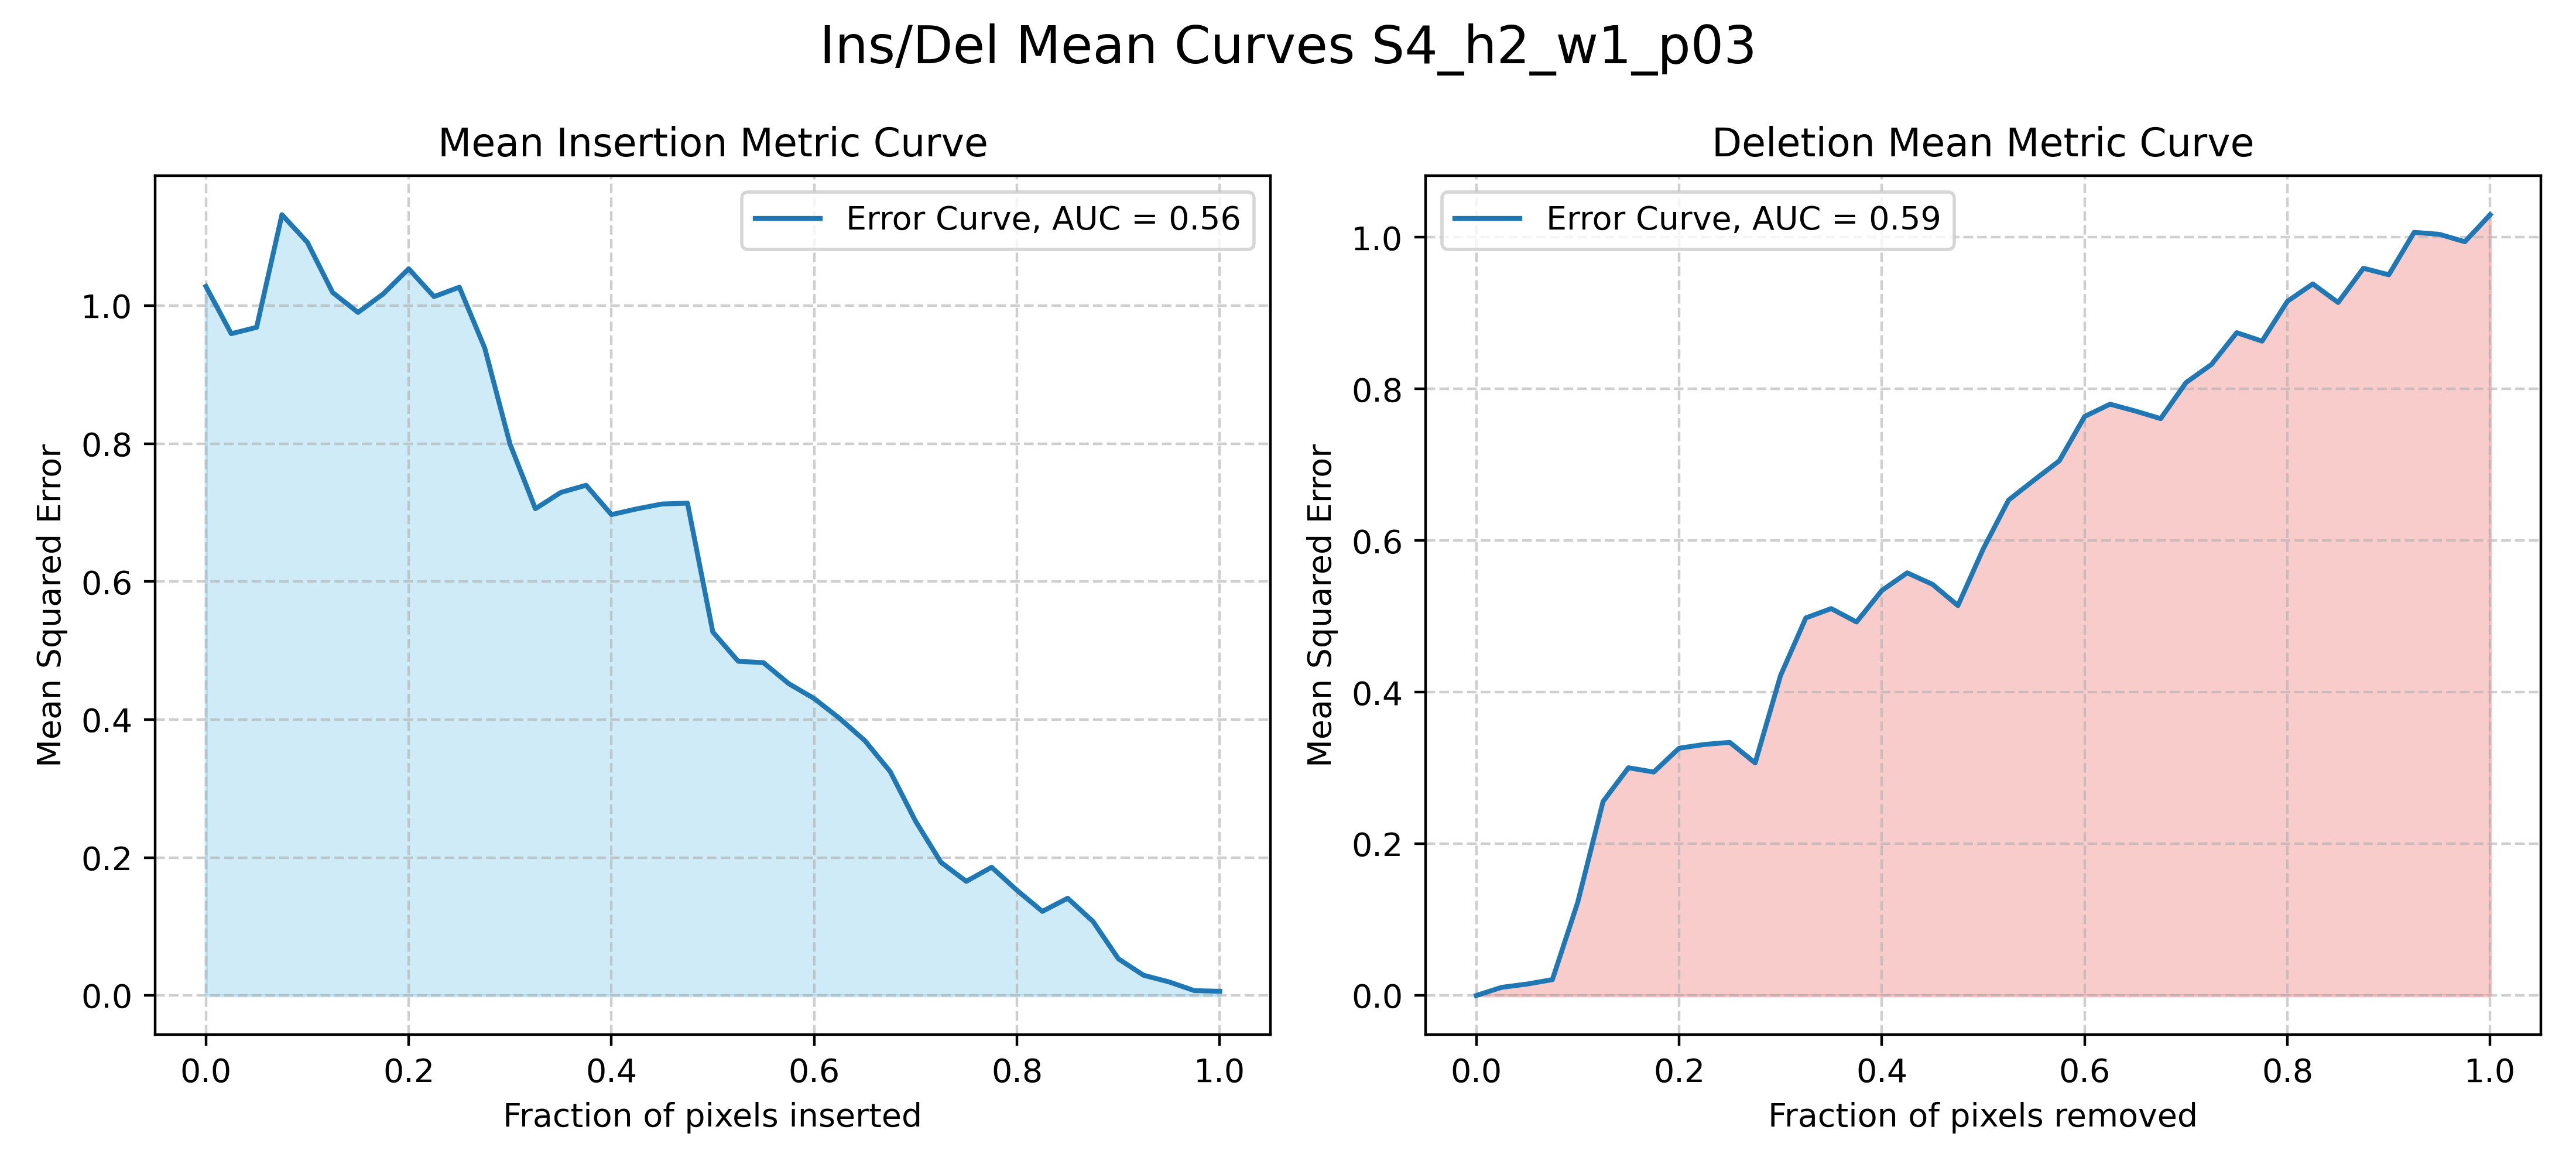 Ins/Del Mean Curves S4_h2_w1_p03
Mean Insertion Metric Curve
Error Curve, AUC = 0.56
Mean Squared Error
1.0
0.8
0.6
0.4
0.2
0.0
0.0 0.2 0.4 0.6 0.8 1.0
Fraction of pixels inserted
Deletion Mean Metric Curve
Error Curve, AUC = 0.59
Mean Squared Error
1.0
0.8
0.6
0.4
0.2
0.0
0.0 0.2 0.4 0.6 0.8 1.0
Fraction of pixels removed